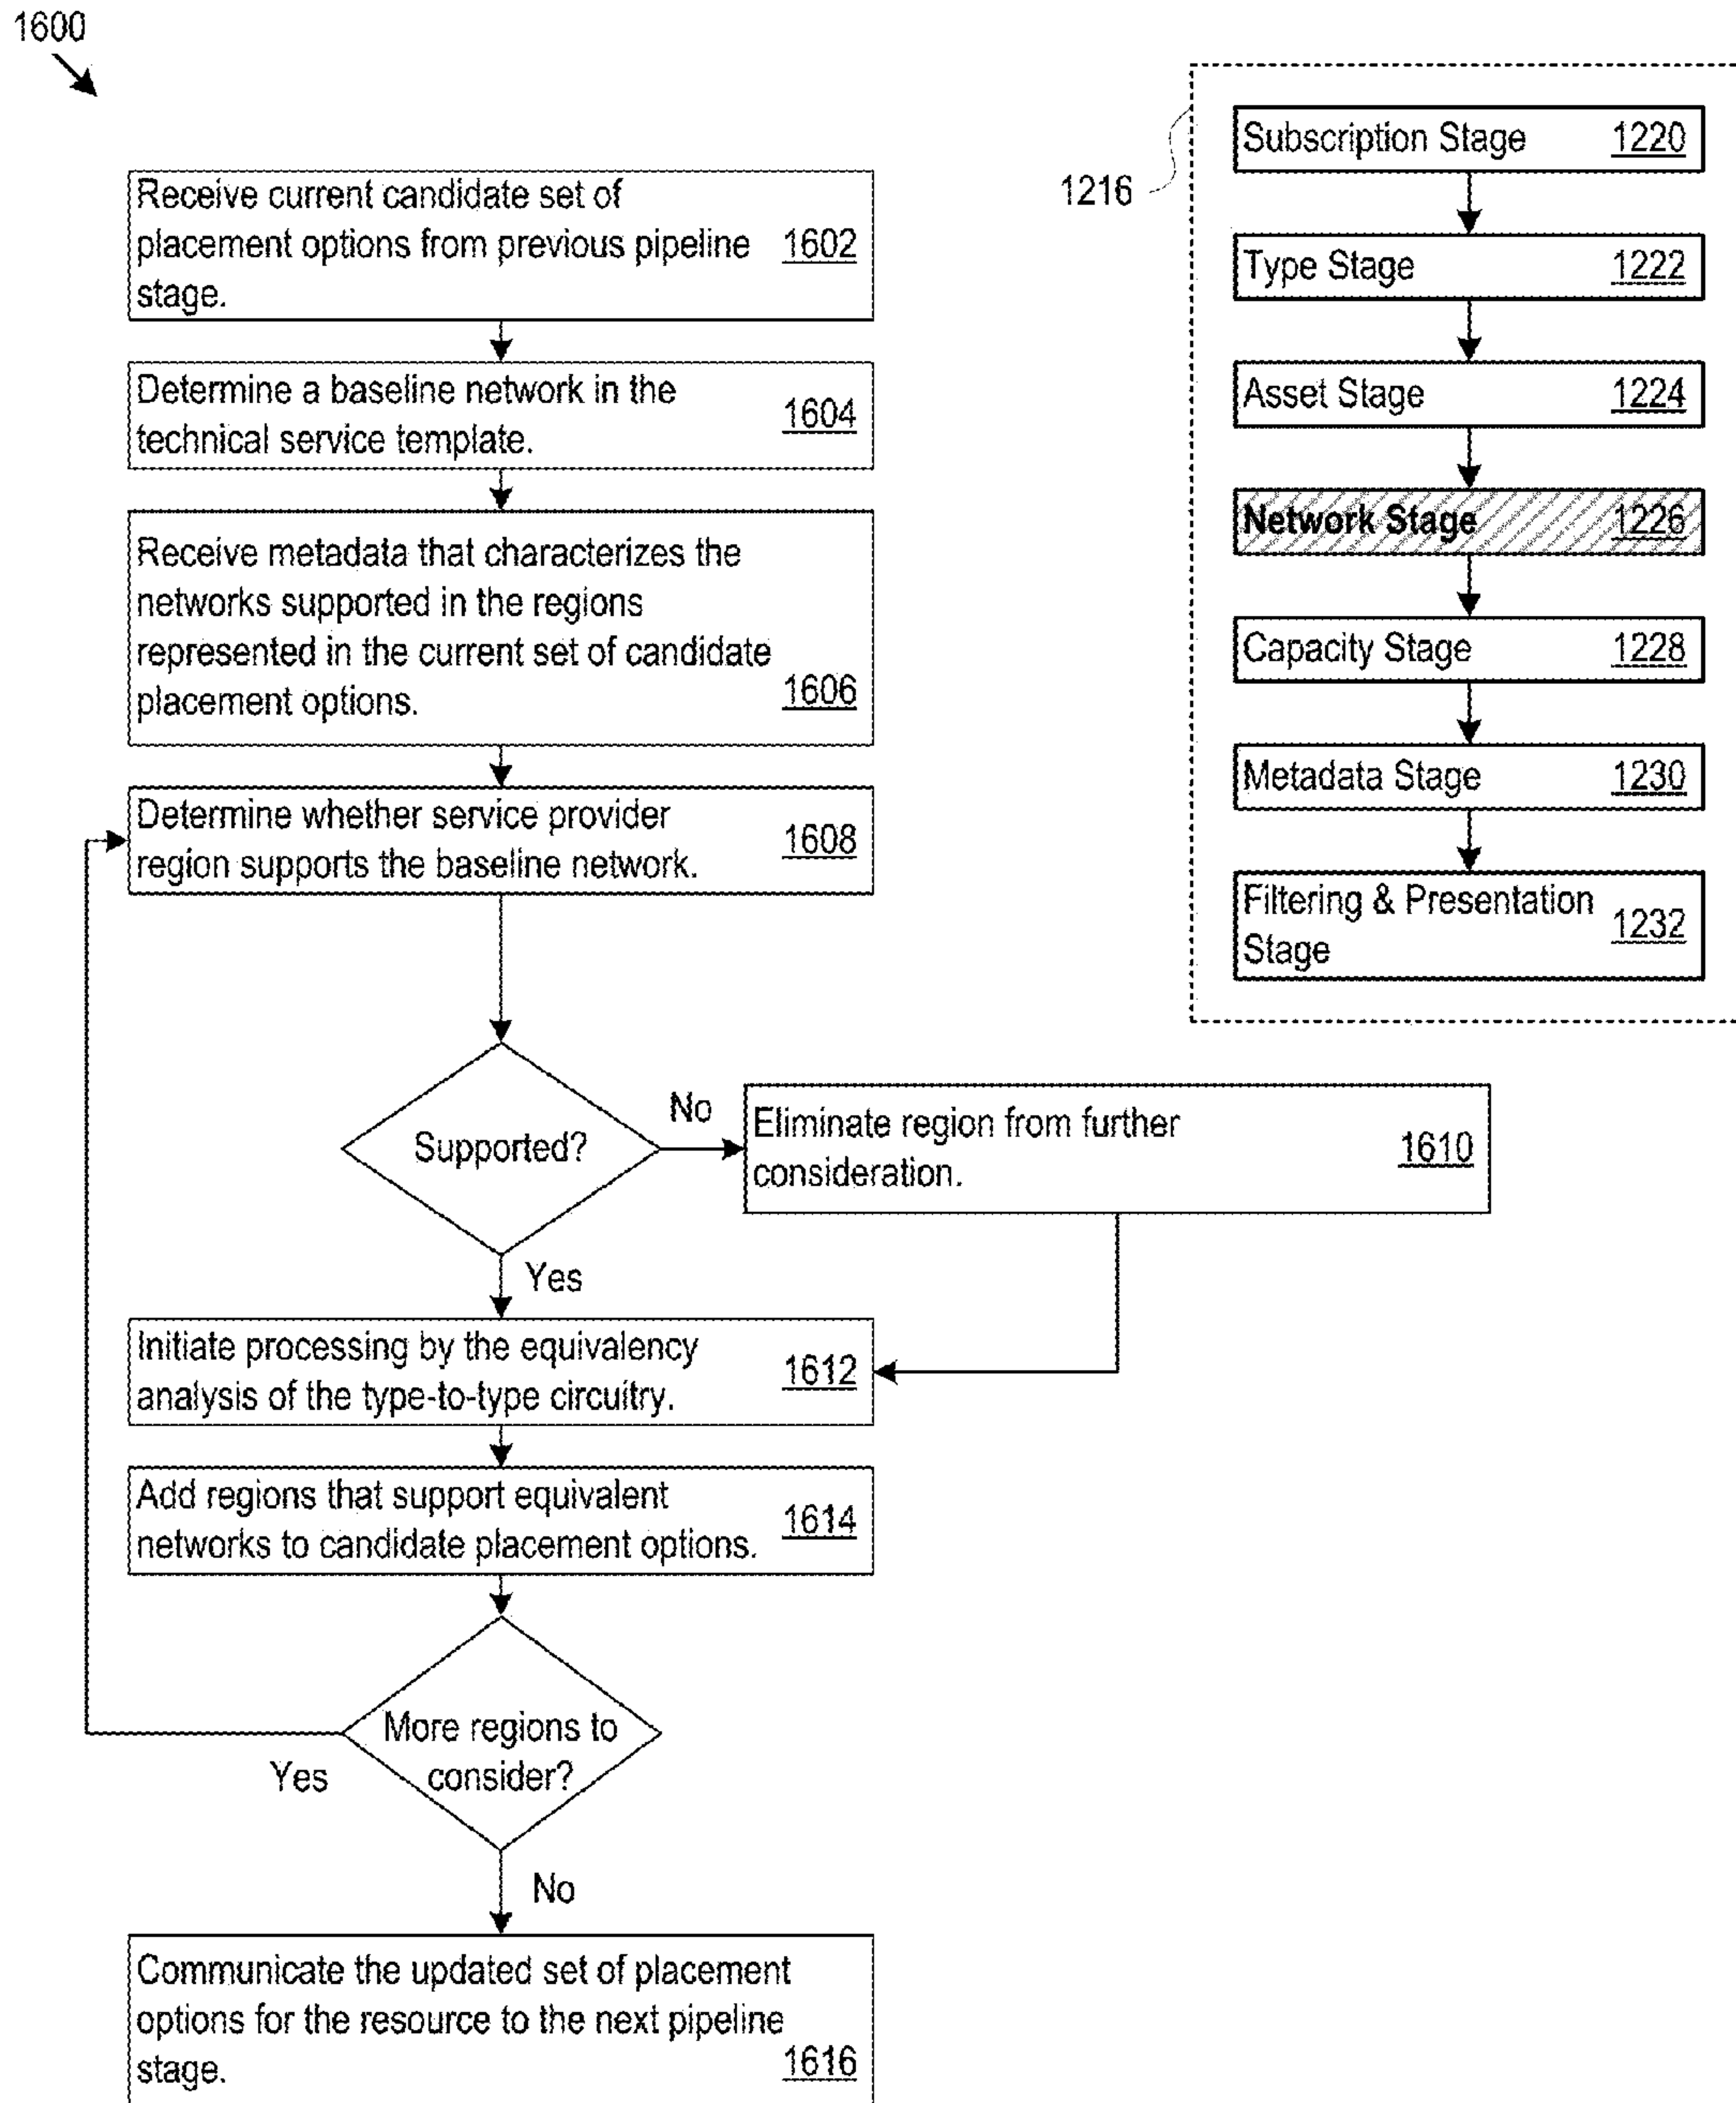 1600
Receive current candidate set of
placement options from previous pipeline 1602
stage.
Determine a baseline network in the
technical service template. 1604
Receive metadata that characterizes the
networks supported in the regions
represented in the current set of candidate
placement options. 1606
Determine whether service provider
region supports the baseline network. 1608
Supported?
No
Eliminate region from further
consideration. 1610
Yes
Initiate processing by the equivalency
analysis of the type-to-type circuitry. 1612
Add regions that support equivalent
networks to candidate placement options. 1614
More regions to
consider?
Yes
No
Communicate the updated set of placement
options for the resource to the next pipeline
stage. 1616
1216
Subscription Stage 1220
Type Stage 1222
Asset Stage 1224
Network Stage 1226
Capacity Stage 1228
Metadata Stage 1230
Filtering & Presentation
Stage 1232